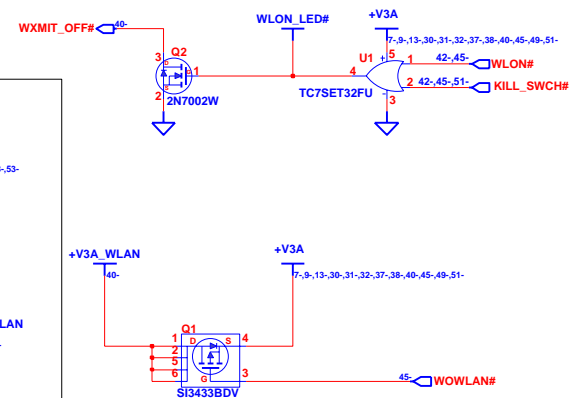 WXMIT_OFF# 40-
WLON_LED#
+V3A
7-,9-,13-,30-,31-,32-,37-,38-,40-,45-,49-,51-
Q2
3
D
1
G
S
2
2N7002W
U1
+ 5
4
1 42-,45- WLON#
2 42-,45-,51- KILL_SWCH#
TC7SET32FU
- 3
-,53-
+V3A_WLAN
40-
+V3A
7-,9-,13-,30-,31-,32-,37-,38-,40-,45-,49-,51-
LAN
Q1
1 D S 4
2
5
6 G 3
45- WOWLAN#
SI3433BDV